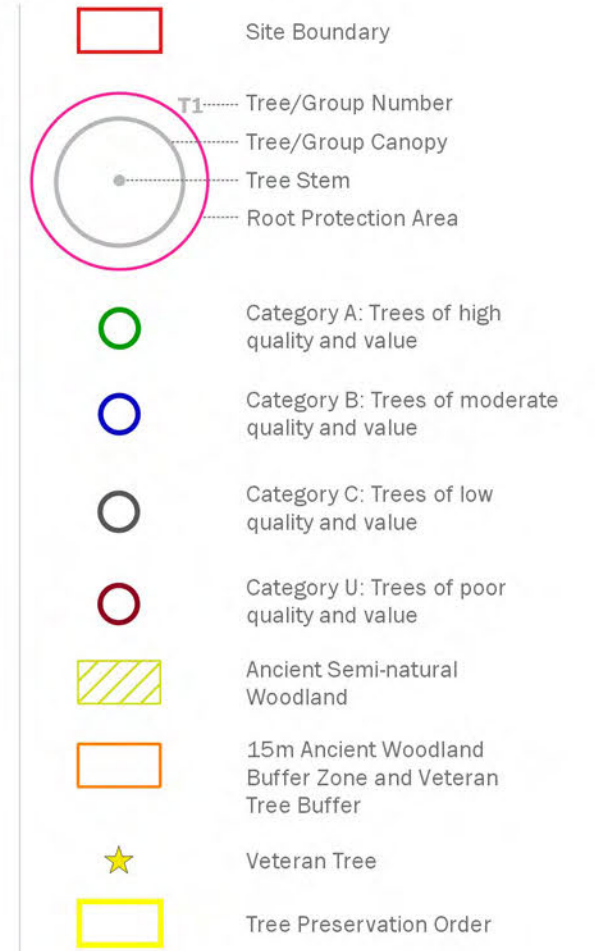 Site Boundary
T1
Tree/Group Number
Tree/Group Canopy
Tree Stem
Root Protection Area
Category A: Trees of high
quality and value
Category B: Trees of moderate
quality and value
Category C: Trees of low
quality and value
Category U: Trees of poor
quality and value
Ancient Semi-natural
Woodland
15m Ancient Woodland
Buffer Zone and Veteran
Tree Buffer
Veteran Tree
Tree Preservation Order